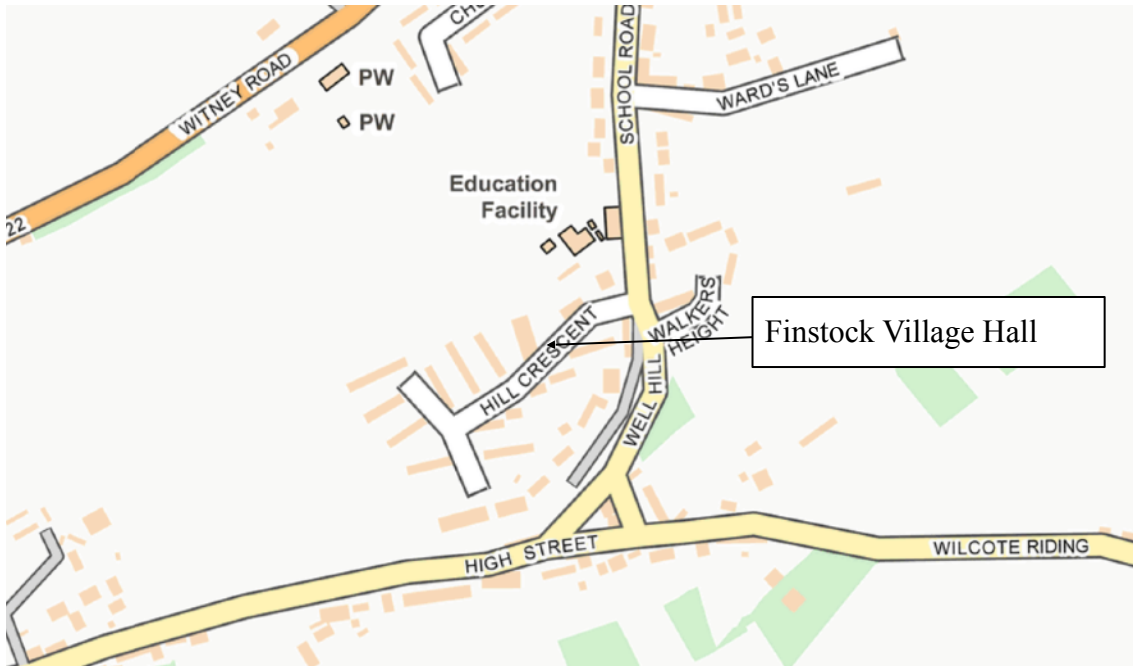 CH
PW
WITNEY ROAD
PW
SCHOOL ROAD
WARD'S LANE
Education
Facility
22
WALKERS
HEIGHT
Finstock Village Hall
HILL CRESCENT
WELL HILL
HIGH STREET
WILCOTE RIDING